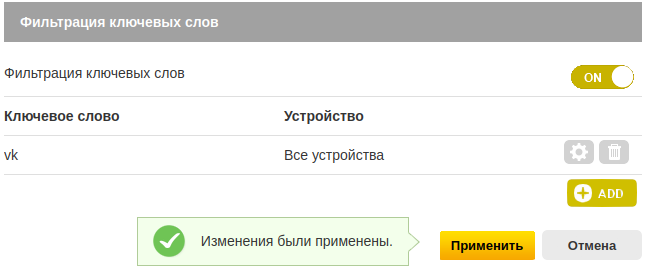 Фильтрация ключевых слов
Фильтрация ключевых слов ON
Ключевое слово Устройство
vk Все устройства
ADD
Изменения были применены. Применить Отмена